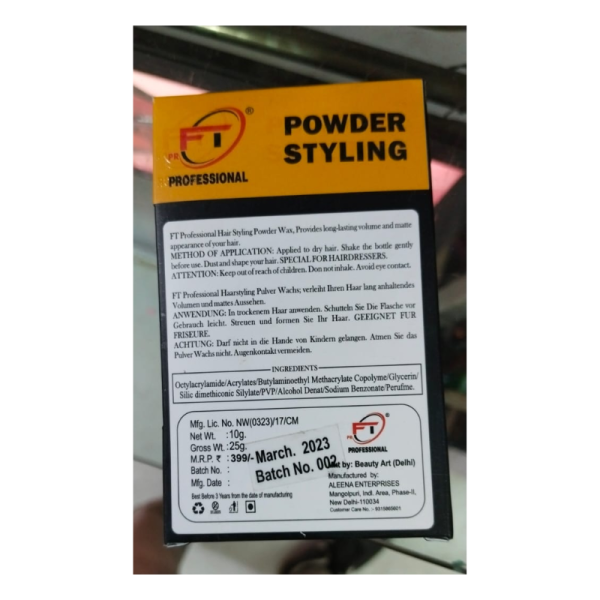 FT ®
PR
PROFESSIONAL
POWDER
STYLING
FT Professional Hair Styling Powder Wax, Provides long-lasting volume and matte
appearance of your hair.
METHOD OF APPLICATION: Applied to dry hair. Shake the bottle gently
before use. Dust and shape your hair. SPECIAL FOR HAIRDRESSERS.
ATTENTION: Keep out of reach of children. Don not inhale. Avoid eye contact.
FT Professional Haarstyling Pulver Wachs; verleiht Ihren Haar lang anhaltendes
Volumen und mattes Aussehen.
ANWENDUNG: In trockenem Haar anwenden. Schutteln Sie Die Flasche vor
Gebrauch leicht. Streuen und formen Sie Ihr Haar. GEEIGNET FUR
FRISEURE.
ACHTUNG: Darf nicht in die Hande von Kindern gelangen. Atmen Sie das
Pulver Wachs nicht. Augenkontakt vermeiden.
INGREDIENTS
Octylacrylamide/Acrylates/Butylaminoethyl Methacrylate Copolyme/Glycerin/
Silic dimethiconic Silylate/PVP/Alcohol Denat/Sodium Benzoente/Perufme.
Mfg. Lic. No. NW(0323)/17/CM
Net Wt. :10g.
Gross Wt. :25g.
M.R.P. ₹ : 399/-
Batch No. :
Mfg. Date :
March. 2023
Batch No. 002
Best Before 3 Years from the date of manufacturing
FT
PR
PROFESSIONAL
by: Beauty Art (Delhi)
Manufactured by:
ALEENA ENTERPRISES
Mangolpuri, Indl. Area, Phase-II,
New Delhi-110034
Customer Care No. :- 9315865601